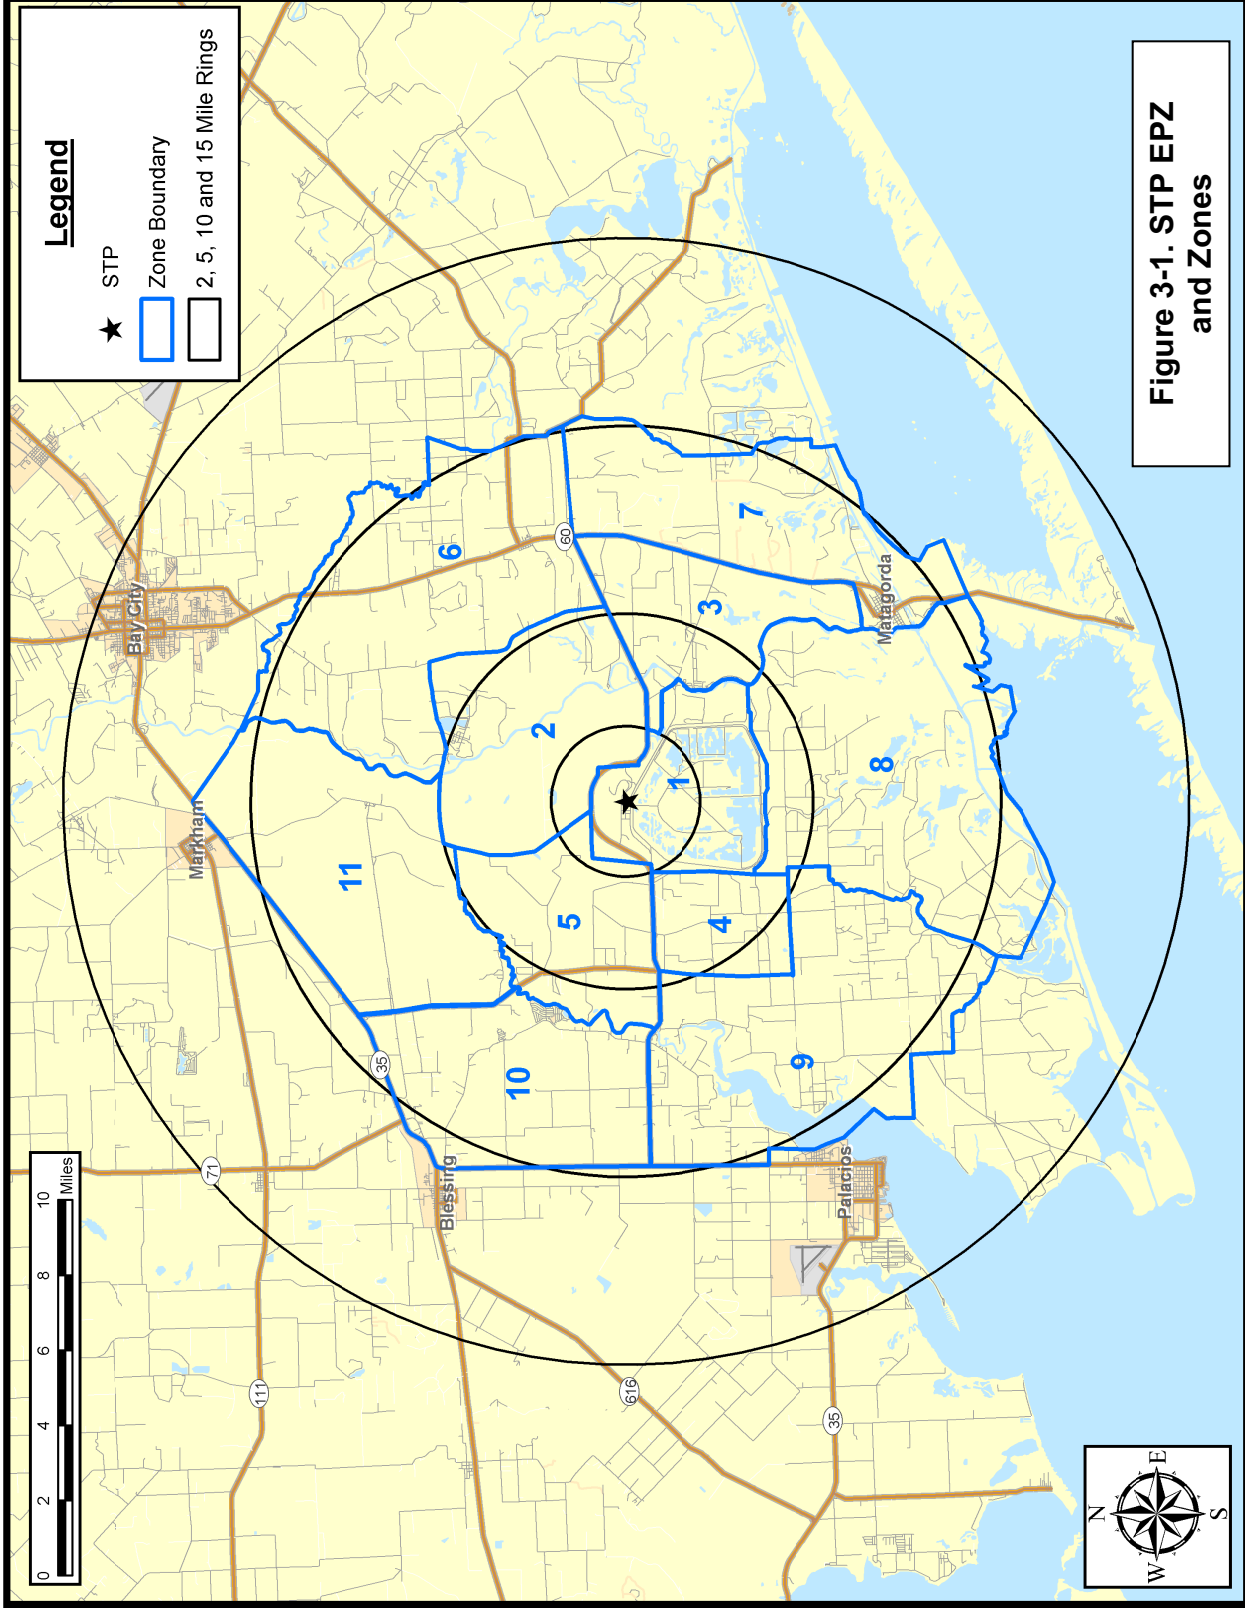 Legend
STP
Zone Boundary
2, 5, 10 and 15 Mile Rings
0 2 4 6 8 10
Miles
71
111
35
616
35
60
Markham
Bay City
Blessing
Palacios
Matagorda
11
6
10
5
2
1
4
3
7
9
8
N
W E
S
Figure 3-1. STP EPZ
and Zones